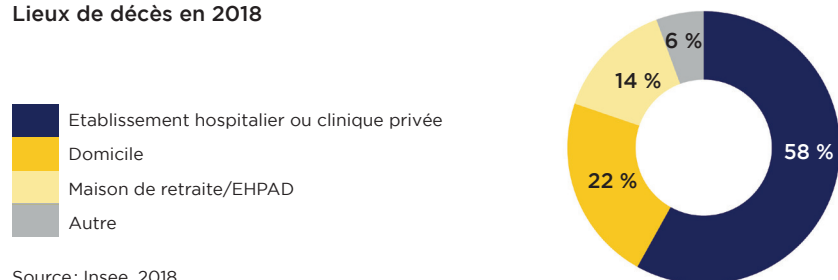 Lieux de décès en 2018
6 %
14 %
Etablissement hospitalier ou clinique privée
58 %
Domicile
22 %
Maison de retraite/EHPAD
Autre
Source : Insee, 2018